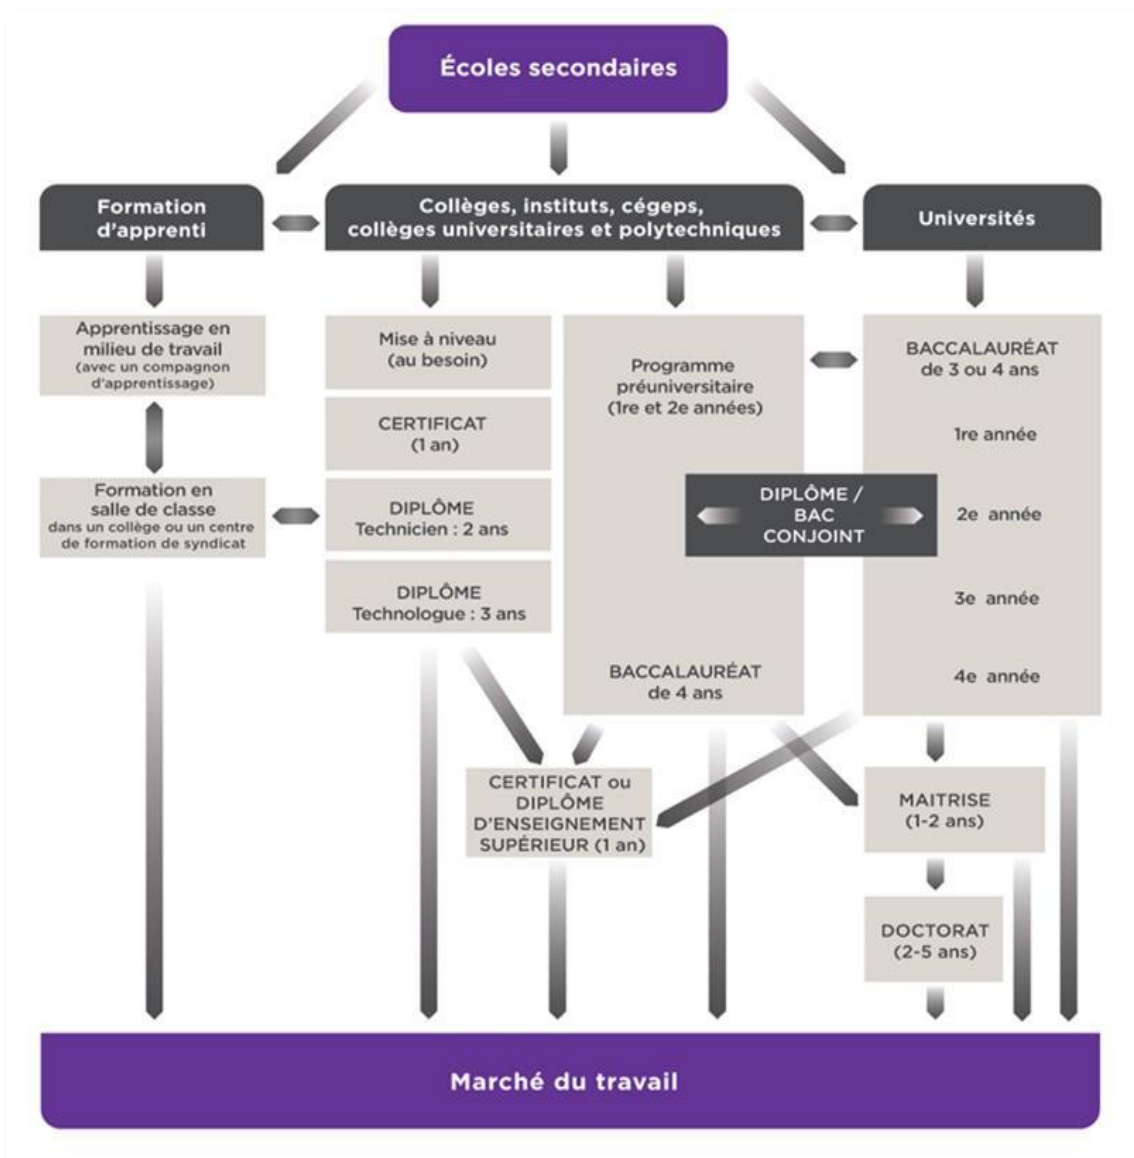 Écoles secondaires
Formation
d'apprenti
Collèges, instituts, cégeps,
collèges universitaires et polytechniques
Universités
Apprentissage en
milieu de travail
(avec un compagnon
d'apprentissage)
Formation en
salle de classe
dans un collège ou un centre
de formation de syndicat
Mise à niveau
(au besoin)
CERTIFICAT
(1 an)
DIPLÔME
Technicien : 2 ans
DIPLÔME
Technologue : 3 ans
Programme
préuniversitaire
(1re et 2e années)
BACCALAURÉAT
de 4 ans
DIPLÔME /
BAC
CONJOINT
BACCALAURÉAT
de 3 ou 4 ans
1re année
2e année
3e année
4e année
CERTIFICAT ou
DIPLÔME
D'ENSEIGNEMENT
SUPÉRIEUR (1 an)
MAITRISE
(1-2 ans)
DOCTORAT
(2-5 ans)
Marché du travail